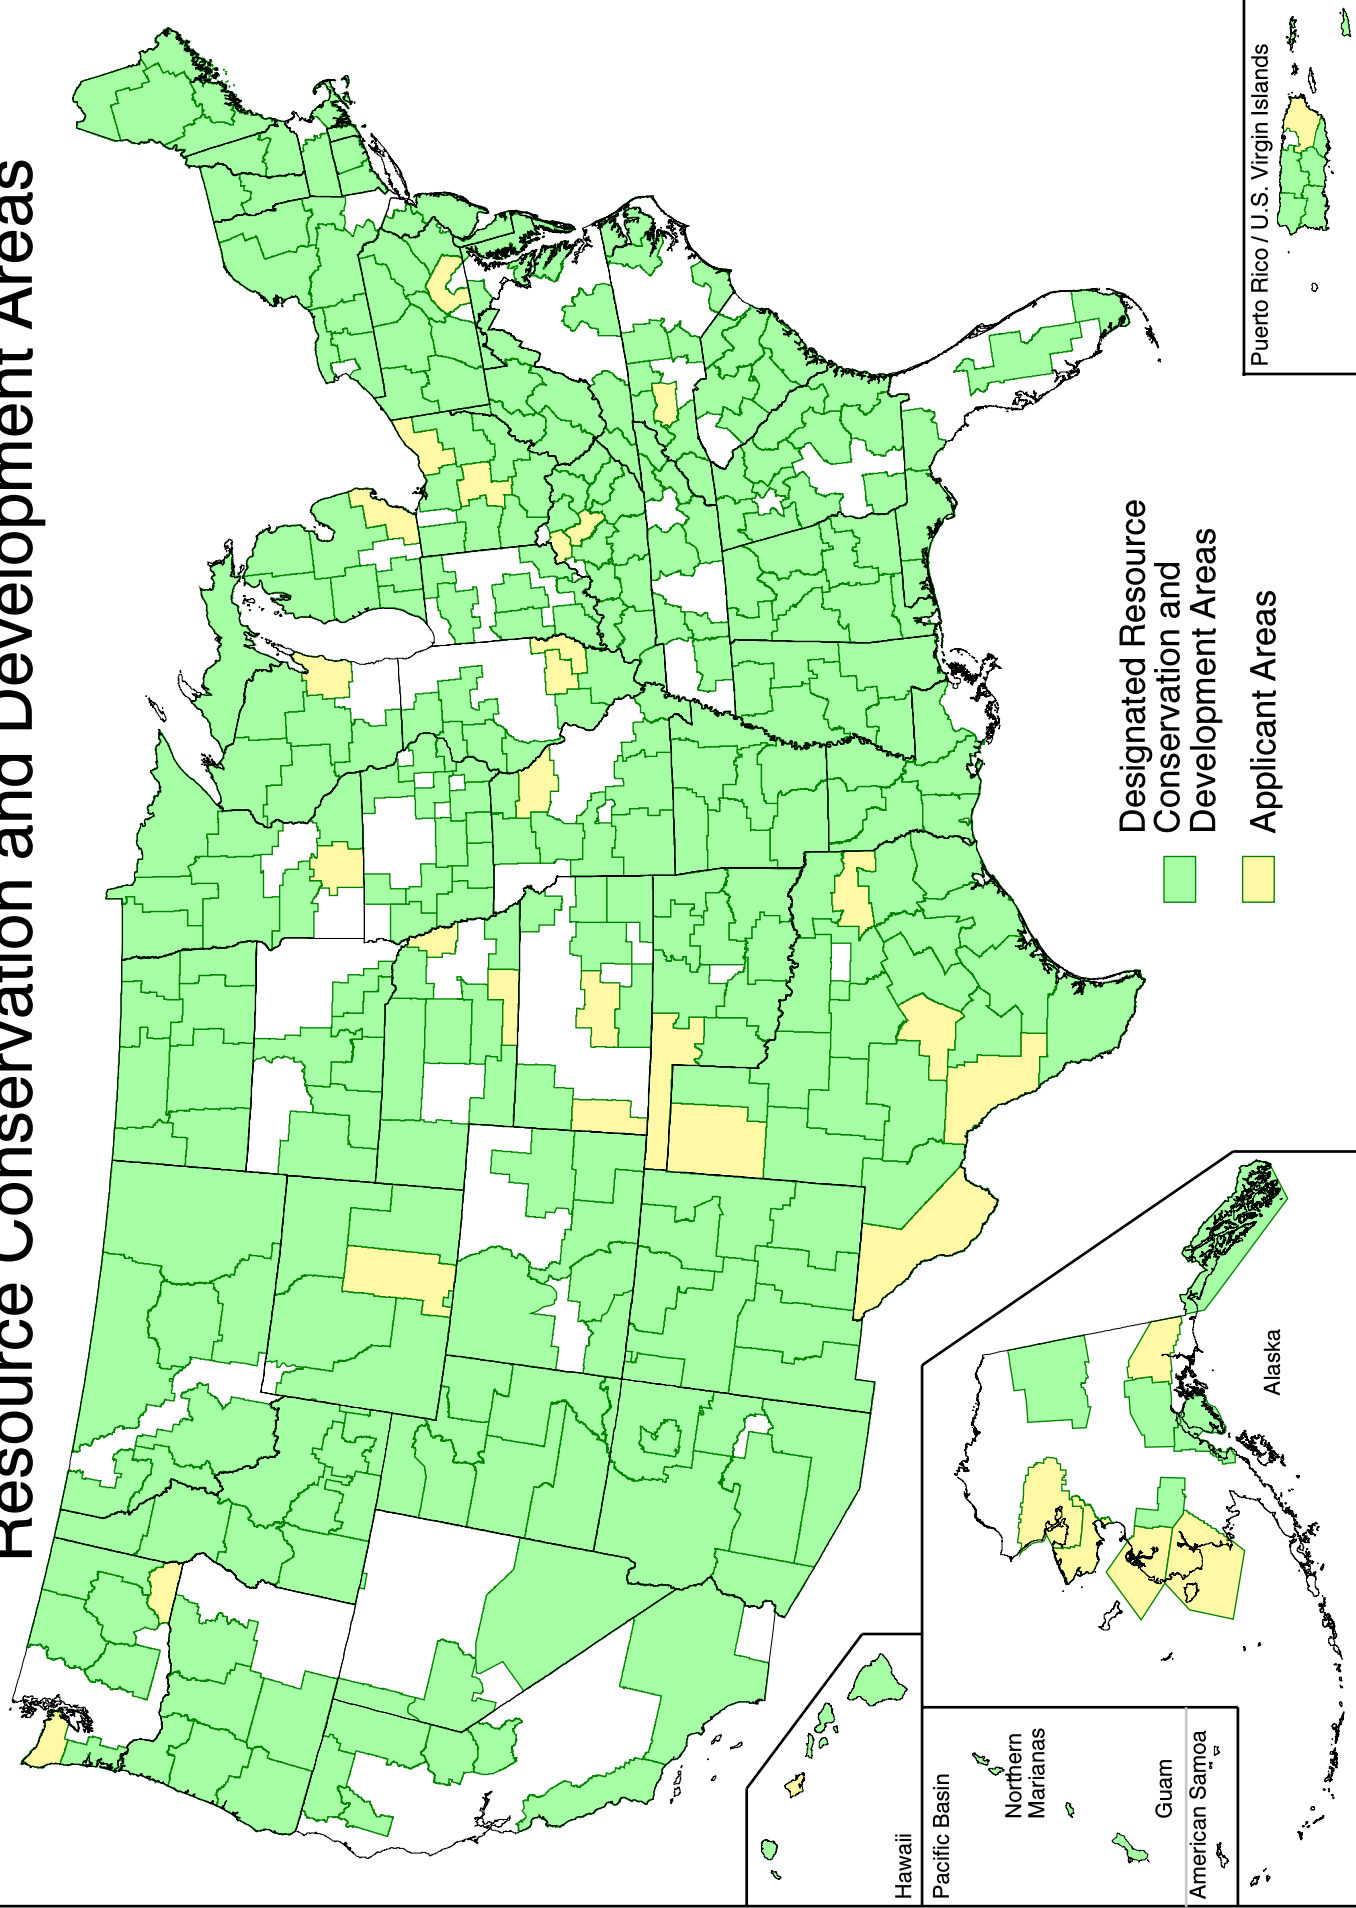 Resource Conservation and Development Areas
Designated Resource
Conservation and
Development Areas
Applicant Areas
Puerto Rico / U.S. Virgin Islands
Alaska
Hawaii
Pacific Basin
Northern
Marianas
Guam
American Samoa